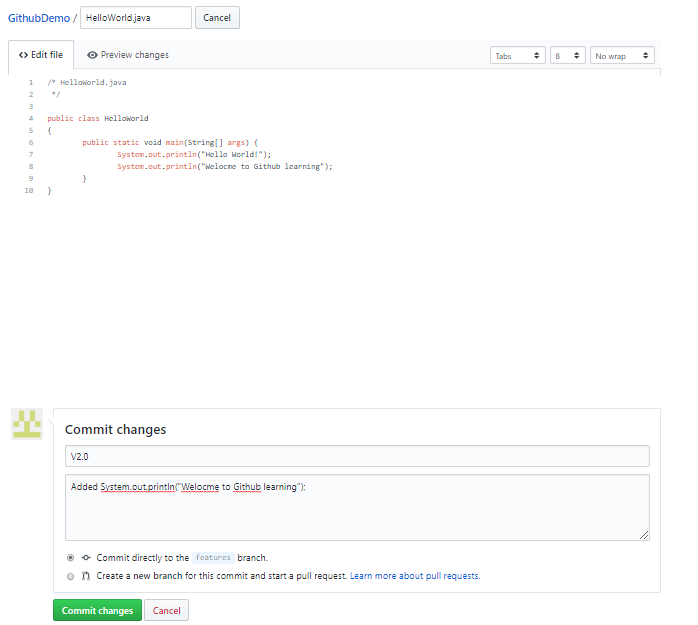 GithubDemo / HelloWorld.java Cancel
Edit file Preview changes Tabs 8 No wrap
1 /* HelloWorld.java
2 */
3
4 public class HelloWorld
5 {
6 public static void main(String[] args) {
7 System.out.println("Hello World!");
8 System.out.println("Welocme to Github learning");
9 }
10 }
Commit changes
V2.0
Added System.out.println("Welocme to Github learning");
Commit directly to the features branch.
Create a new branch for this commit and start a pull request. Learn more about pull requests.
Commit changes Cancel